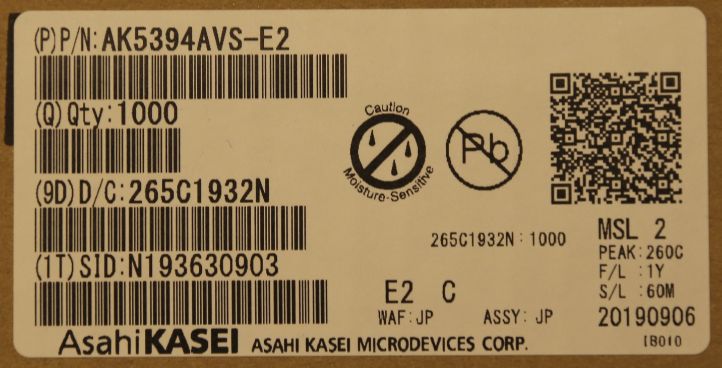 (P)P/N:AK5394AVS-E2
(Q)Qty:1000
(9D)D/C:265C1932N
(1T)SID:N193630903
Caution
Moisture-Sensitive
Pb
265C1932N:1000
E2 C
WAF:JP ASSY:JP
MSL 2
PEAK:260C
F/L :1Y
S/L :60M
20190906
IB010
AsahiKASEI ASAHI KASEI MICRODEVICES CORP.